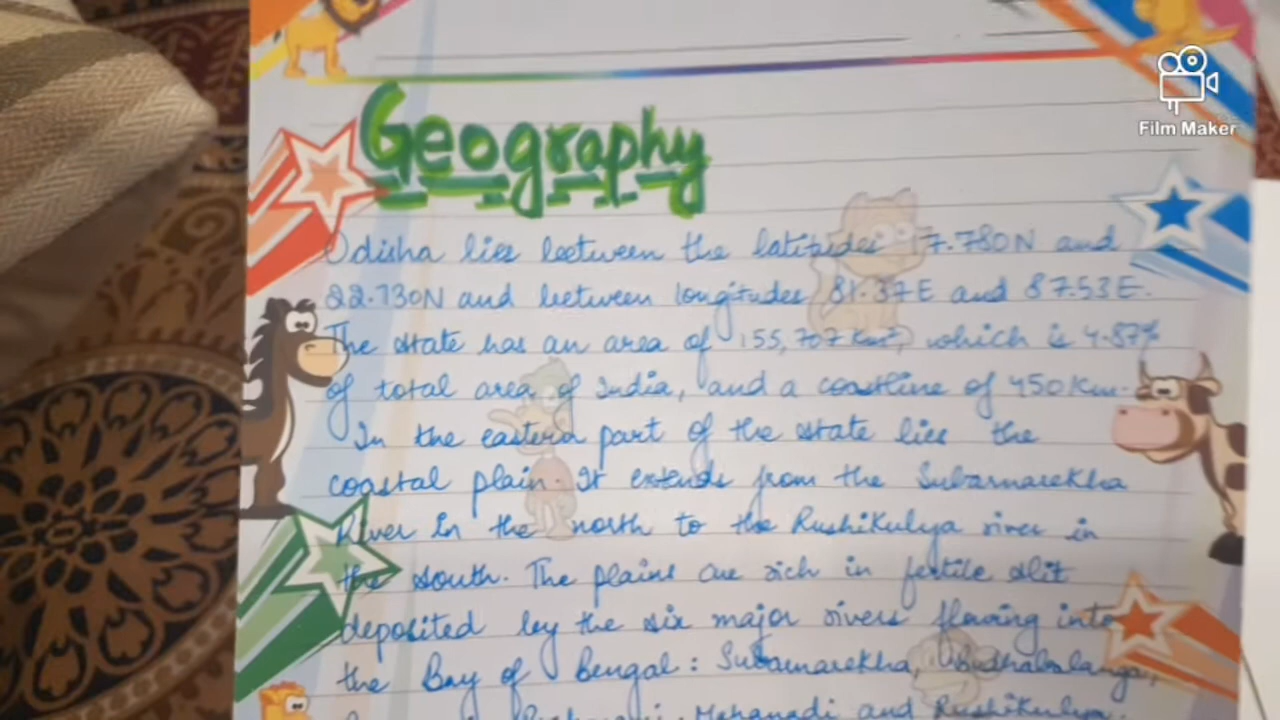 Film Maker
Geography
Odisha lies between the latitudes 17.780N and
22.730N and between longitudes 81.37E and 87.53E.
The state has an area of 155,707 km², which is 4.87%
of total area of India, and a coastline of 450 km.
In the eastern part of the state lies the
coastal plain. It extends from the Subarnarekha
River in the north to the Rushikulya river in
the south. The plains are rich in fertile slit
deposited by the six major rivers flowing into
the Bay of Bengal: Subarnarekha, Budhabalanga,
Mahanadi and Rushikulya.